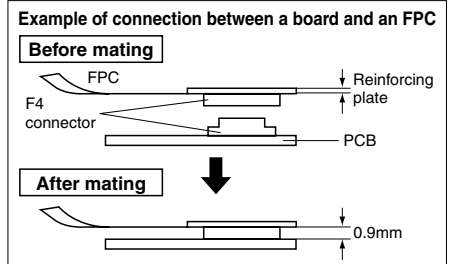 Example of connection between a board and an FPC
Before mating
FPC
Reinforcing
plate
F4
connector
PCB
After mating
0.9mm